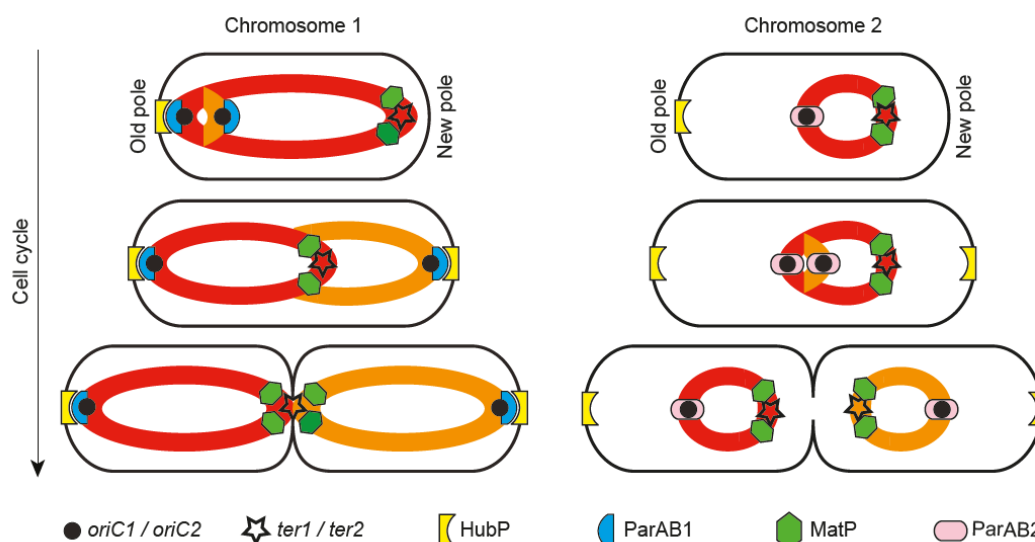 Chromosome 1
Chromosome 2
Old pole
New pole
Old pole
New pole
Cell cycle
oriC1 / oriC2
ter1 / ter2
HubP
ParAB1
MatP
ParAB2